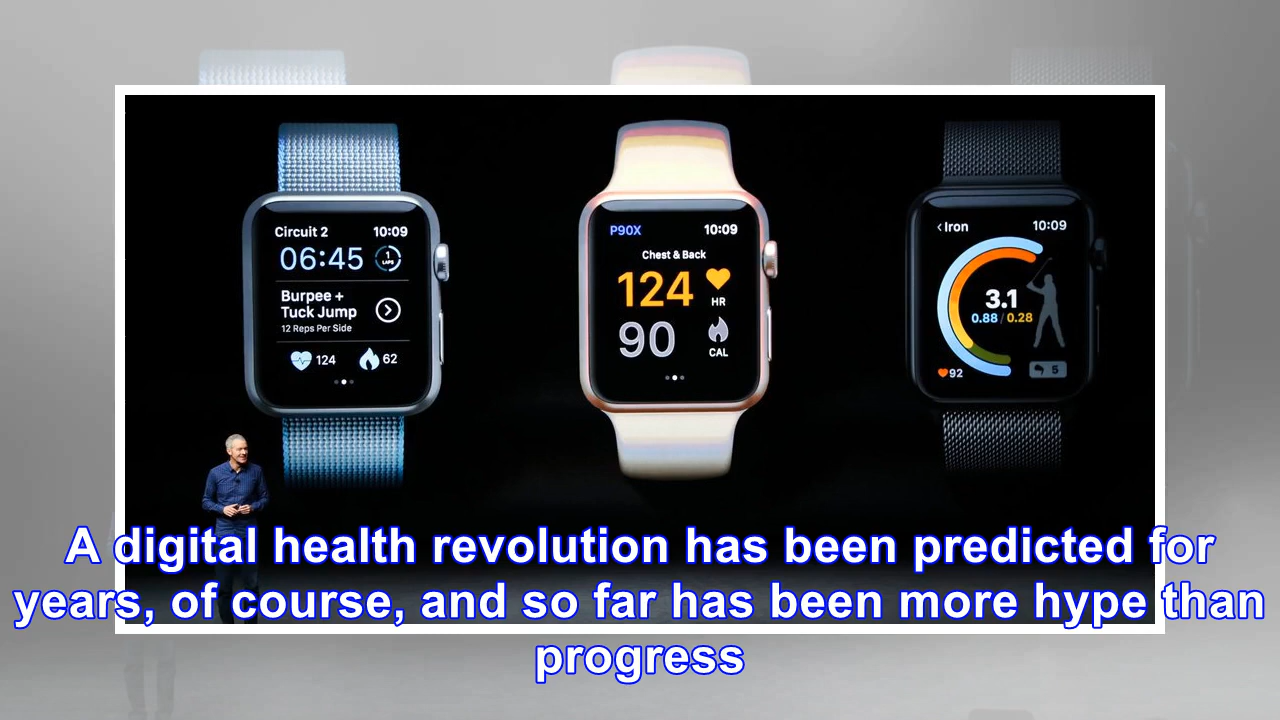 Circuit 2 10:09
06:45 1
LAPS
Burpee +
Tuck Jump
12 Reps Per Side
124 62
P90X 10:09
Chest & Back
124
HR
90
CAL
<Iron 10:09
3.1
0.88 / 0.28
92 5
A digital health revolution has been predicted for
years, of course, and so far has been more hype than
progress